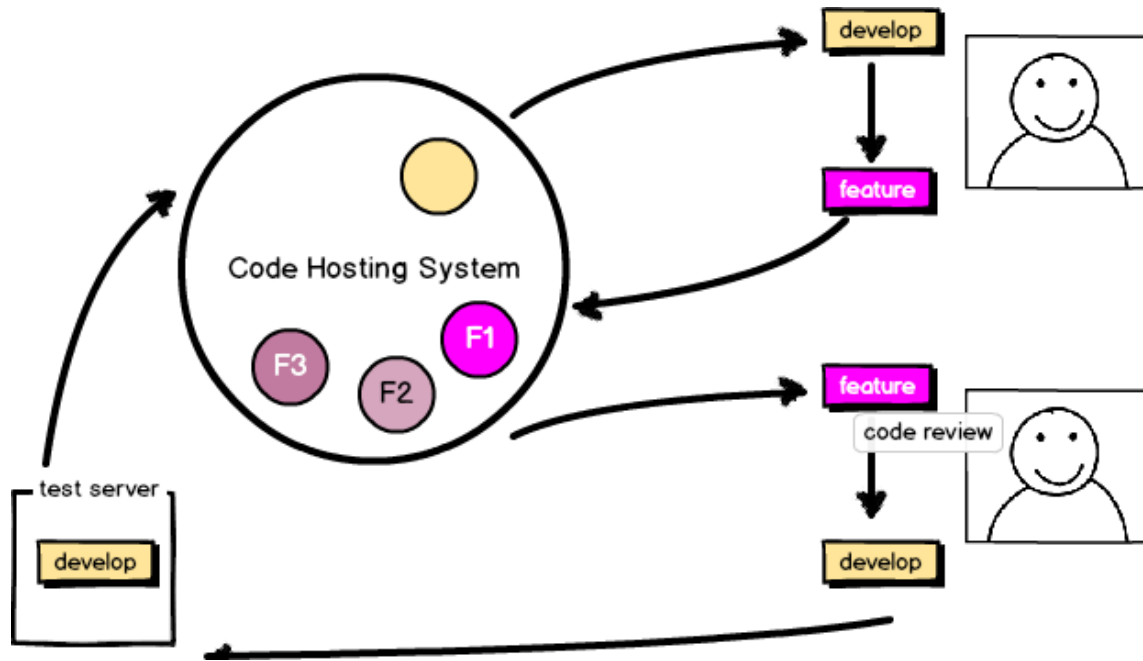 develop
feature
Code Hosting System
F1
F3
F2
feature
code review
test server
develop
develop